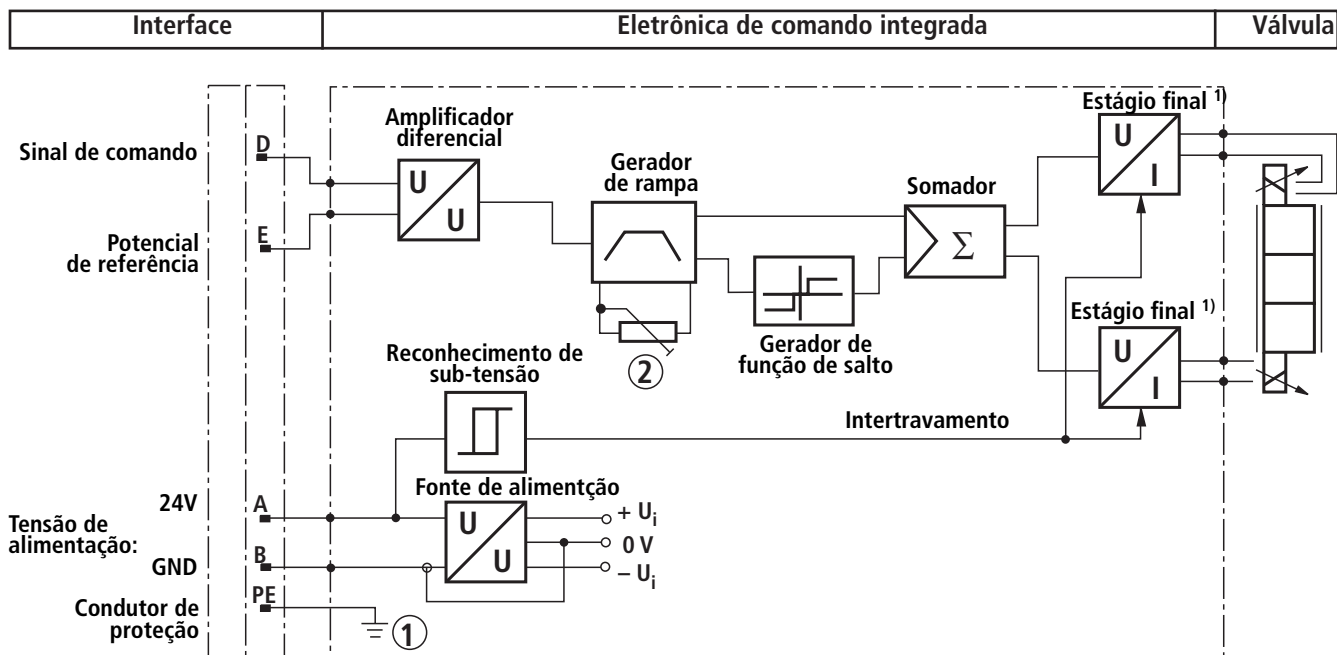 Interface
Eletrônica de comando integrada
Válvula
Estágio final 1)
Amplificador
diferencial
U
I
Sinal de comando
D
Gerador
de rampa
U
U
Somador
Σ
E
Potencial
de referência
Estágio final 1)
Gerador de
função de salto
Reconhecimento de
sub-tensão
2
U
I
Intertravamento
Fonte de alimentção
24V
A
+ Ui
U
U
Tensão de
alimentação:
0 V
B
GND
– Ui
PE
Condutor de
proteção
1